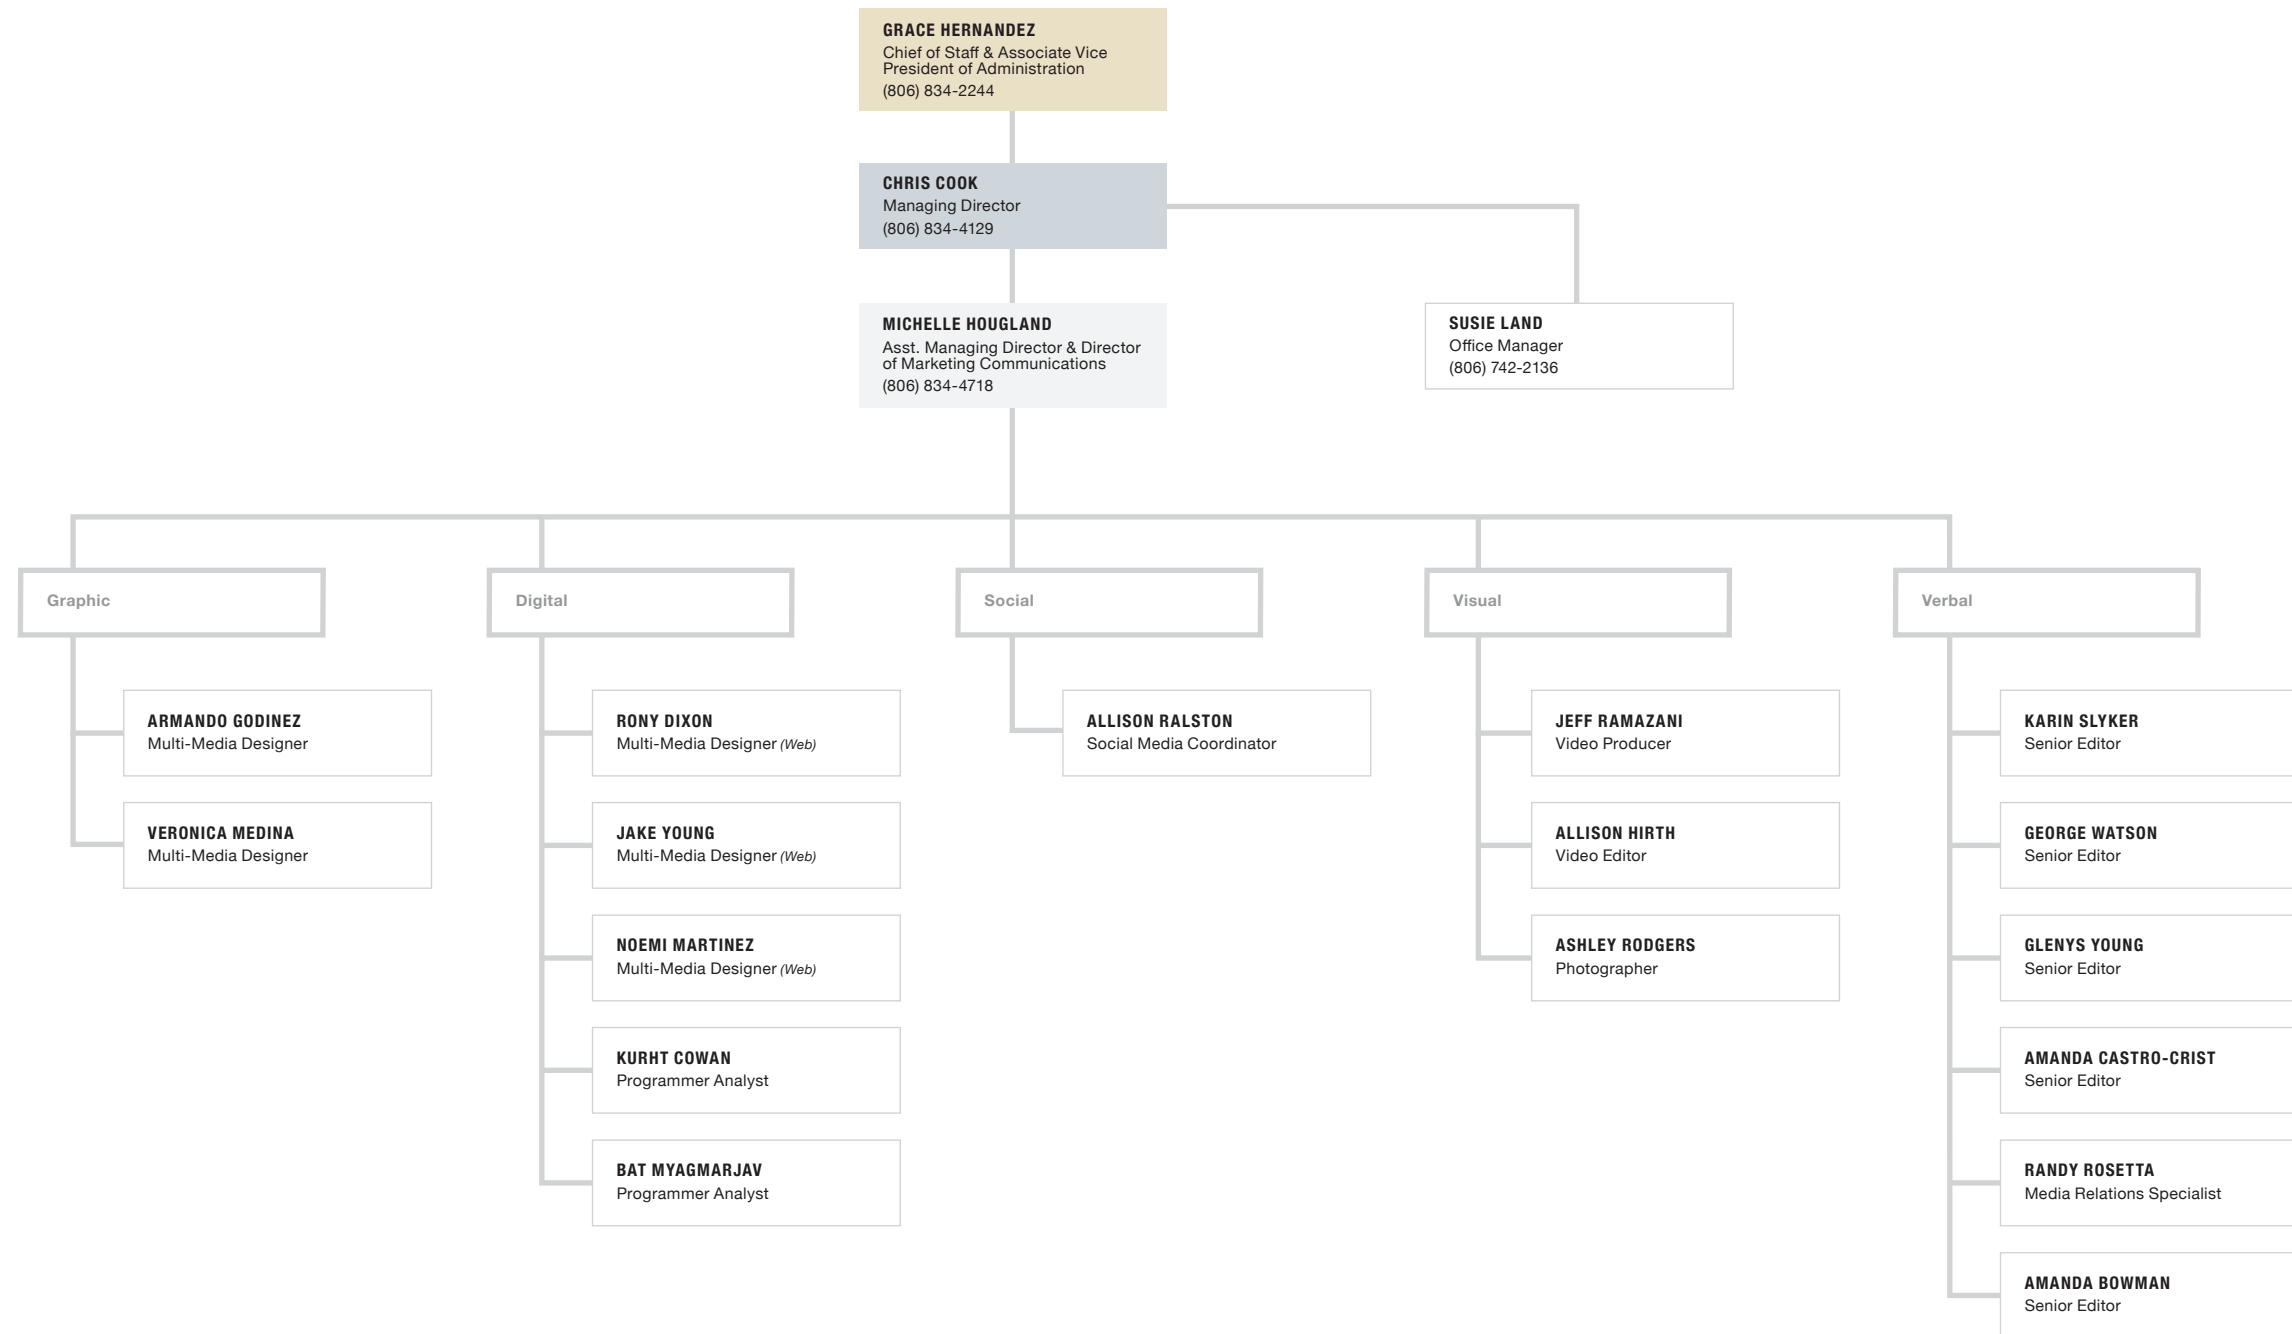 GRACE HERNANDEZ
Chief of Staff & Associate Vice
President of Administration
(806) 834-2244
CHRIS COOK
Managing Director
(806) 834-4129
MICHELLE HOUGLAND
Asst. Managing Director & Director
of Marketing Communications
(806) 834-4718
SUSIE LAND
Office Manager
(806) 742-2136
Graphic
ARMANDO GODINEZ
Multi-Media Designer
VERONICA MEDINA
Multi-Media Designer
Digital
RONY DIXON
Multi-Media Designer (Web)
JAKE YOUNG
Multi-Media Designer (Web)
NOEMI MARTINEZ
Multi-Media Designer (Web)
KURHT COWAN
Programmer Analyst
BAT MYAGMARJAV
Programmer Analyst
Social
ALLISON RALSTON
Social Media Coordinator
Visual
JEFF RAMAZANI
Video Producer
ALLISON HIRTH
Video Editor
ASHLEY RODGERS
Photographer
Verbal
KARIN SLYKER
Senior Editor
GEORGE WATSON
Senior Editor
GLENYS YOUNG
Senior Editor
AMANDA CASTRO-CRIST
Senior Editor
RANDY ROSETTA
Media Relations Specialist
AMANDA BOWMAN
Senior Editor